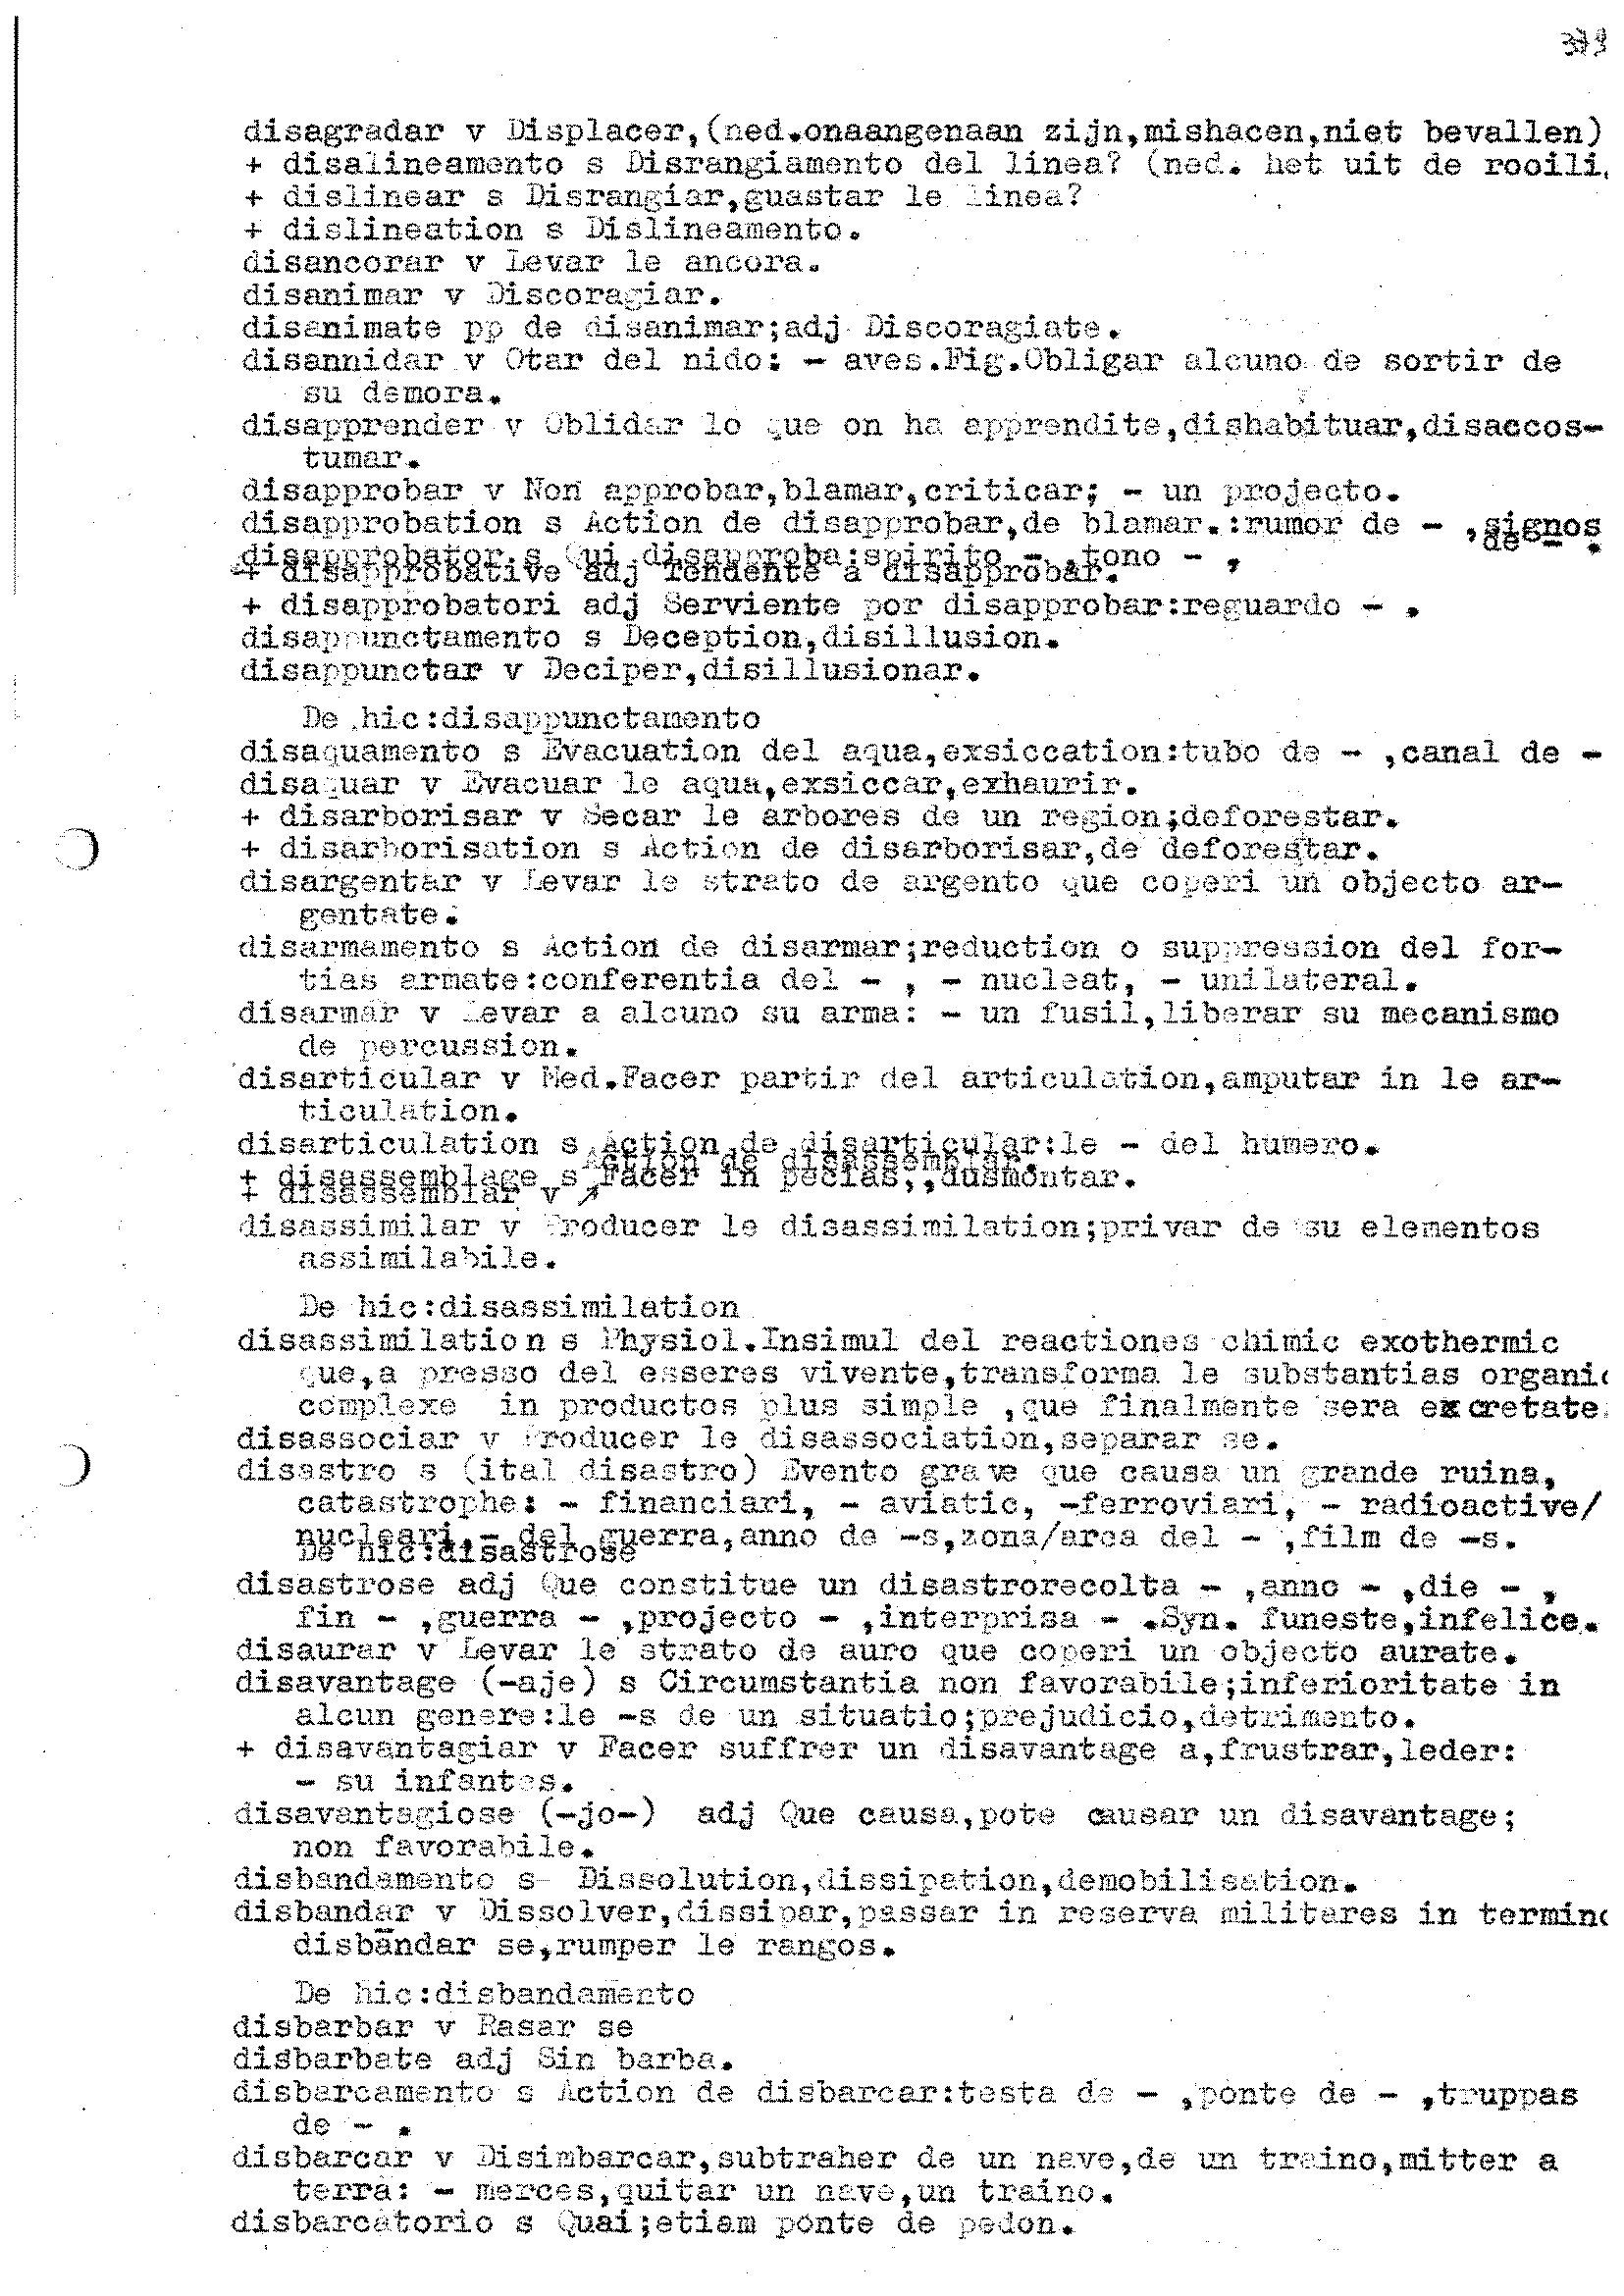 379
disagradar v Displacer,(ned.onaangenaan zijn,mishacen,niet bevallen)
+ disalineamento s Disrangiamento del linea? (ned. het uit de rooili
+ dislinear s Disrangiar,guastar le linea?
+ dislineation s Dislineamento.
disancorar v Levar le ancora.
disanimar v Discoragiar.
disanimate pp de disanimar;adj Discoragiate.
disannidar v Otar del nido: - aves.Fig.Obligar alcuno de sortir de
su demora.
disapprender v Oblidar lo que on ha apprendite,dishabituar,disaccos-
tumar.
disapprobar v Non approbar,blamar,criticar; - un projecto.
disapprobation s Action de disapprobar,de blamar.:rumor de - ,signos
de - .
disapprobator s Qui disapproba:spirito - ,tono - ,
+ disapprobative adj Tendente a disapprobar.
+ disapprobatori adj Serviente por disapprobar:reguardo - .
disappunctamento s Deception,disillusion.
disappunctar v Deciper,disillusionar.
De hic:disappunctamento
disaquamento s Evacuation del aqua,exsiccation:tubo de - ,canal de -
disaquar v Evacuar le aqua,exsiccar,exhaurir.
+ disarborisar v Secar le arbores de un region;deforestar.
+ disarborisation s Action de disarborisar,de deforestar.
disargentar v Levar le strato de argento que coperi un objecto ar-
gentate.
disarmamento s Action de disarmar;reduction o suppression del for-
tias armate:conferentia del - , - nucleat, - unilateral.
disarmar v Levar a alcuno su arma: - un fusil,liberar su mecanismo
de percussion.
disarticular v Med.Facer partir del articulation,amputar in le ar-
ticulation.
disarticulation s Action de disarticular:le - del humero.
Action de disassemblar.
+ disassemblage s Facer in pecias,,dusmontar.
+ disassemblar v ↗
disassimilar v Producer le disassimilation;privar de su elementos
assimilabile.
De hic:disassimilation
disassimilation s Physiol.Insimul del reactiones chimic exothermic
que,a presso del esseres vivente,transforma le substantias organic
complexe in productos plus simple ,que finalmente sera excretate
disassociar v Producer le disassociation,separar se.
disastro s (ital disastro) Evento grave que causa un grande ruina,
catastrophe: - financiari, - aviatic, -ferroviari, - radioactive/
nucleari,- del guerra,anno de -s,zona/area del - ,film de -s.
De hic:disastrose
disastrose adj Que constitue un disastrorecolta - ,anno - ,die - ,
fin - ,guerra - ,projecto - ,interprisa - .Syn. funeste,infelice.
disaurar v Levar le strato de auro que coperi un objecto aurate.
disavantage (-aje) s Circumstantia non favorabile;inferioritate in
alcun genere:le -s de un situatio;prejudicio,detrimento.
+ disavantagiar v Facer suffrer un disavantage a,frustrar,leder:
- su infantes.
disavantagiose (-jo-) adj Que causa,pote causar un disavantage;
non favorabile.
disbandamento s Dissolution,dissipation,demobilisation.
disbandar v Dissolver,dissipar,passar in reserva militares in termino
disbandar se,rumper le rangos.
De hic:disbandamento
disbarbar v Rasar se
disbarbate adj Sin barba.
disbarcamento s Action de disbarcar:testa de - ,ponte de - ,truppas
de - .
disbarcar v Disimbarcar,subtraher de un nave,de un traino,mitter a
terra: - merces,quitar un nave,un traino.
disbarcatorio s Quai;etiam ponte de pedon.